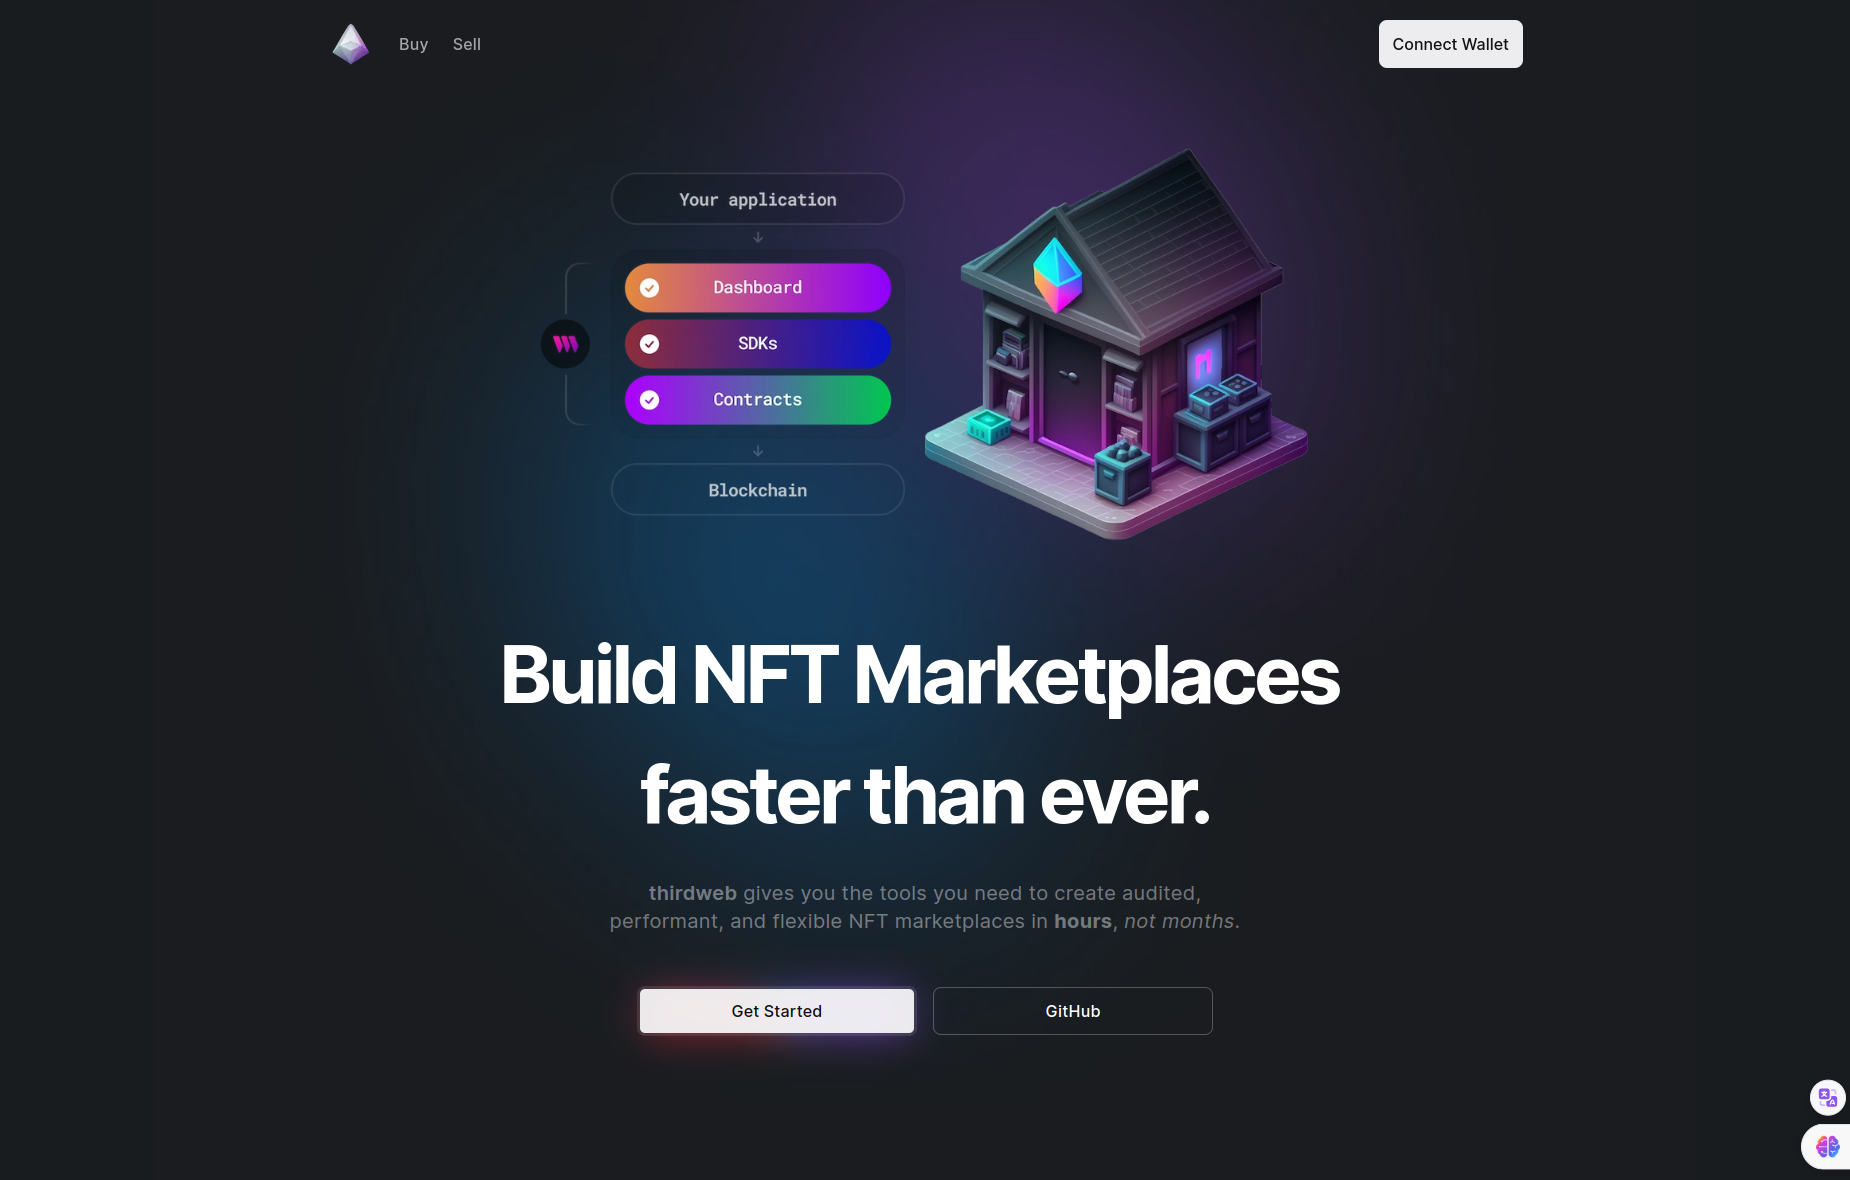 Buy
Sell
Connect Wallet
Your application
Dashboard
SDKs
Contracts
Blockchain
Build NFT Marketplaces
faster than ever.
thirdweb gives you the tools you need to create audited,
performant, and flexible NFT marketplaces in hours, not months.
Get Started
GitHub